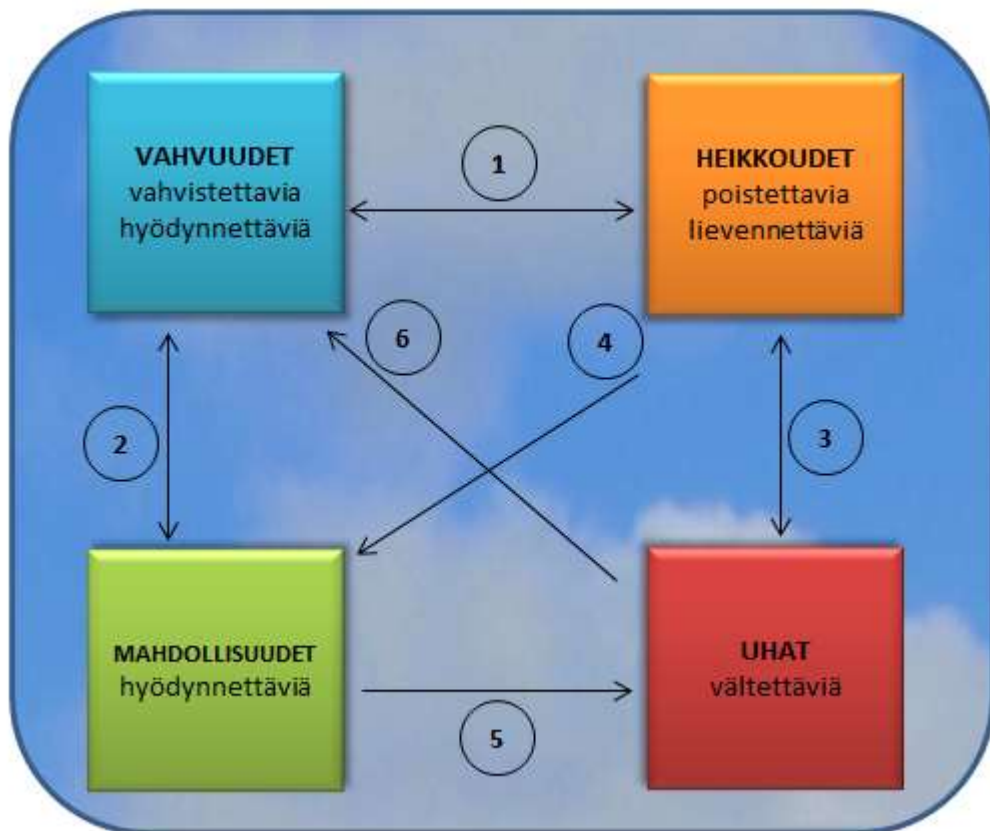 VAHVUUDET
vahvistettavia
hyödynnettäviä
1
HEIKKOUDET
poistettavia
lievennettäviä
6
4
2
3
MAHDOLLISUUDET
hyödynnettäviä
5
UHAT
vältettäviä